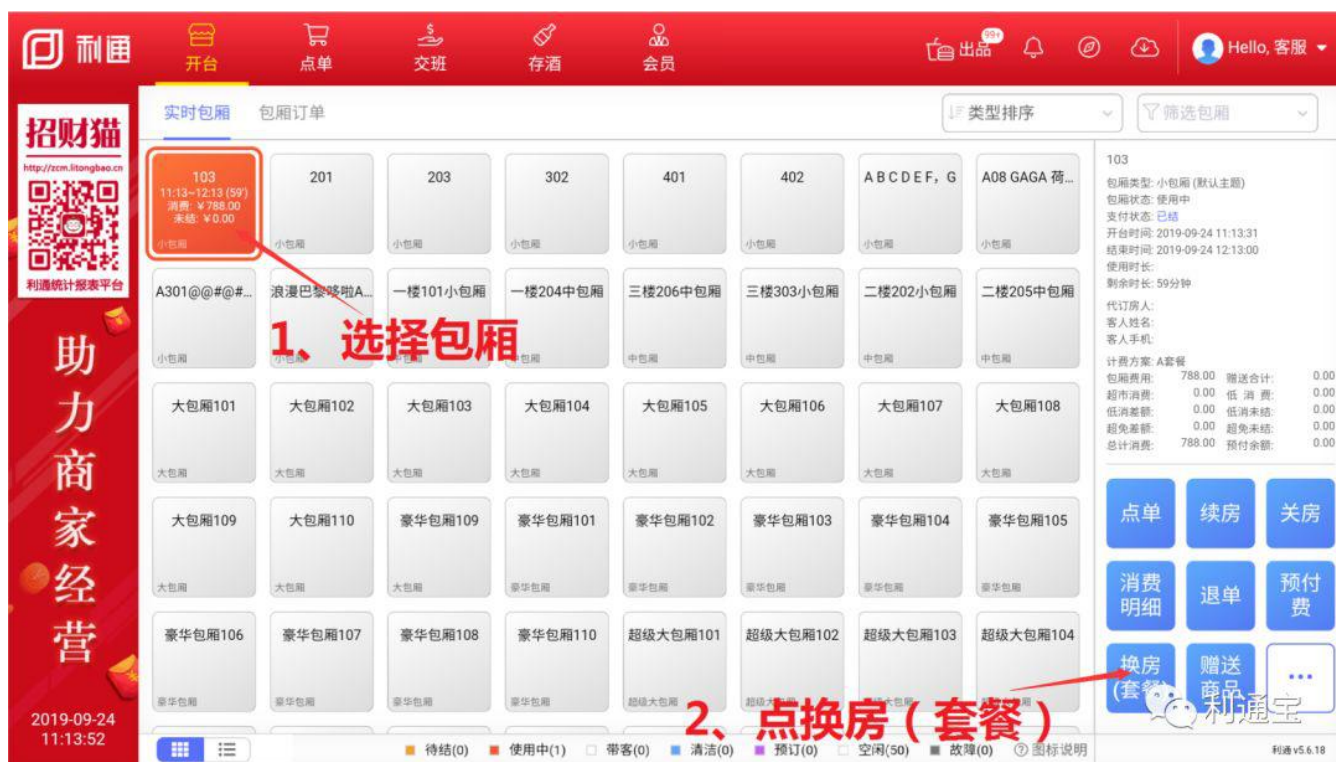 利通
开台
点单
交班
存酒
会员
出品
99+
Hello, 客服
招财猫
http://zcm.litongbao.cn
利通统计报表平台
助力商家经营
2019-09-24
11:13:52
实时包厢 包厢订单
类型排序
筛选包厢
103
11:13~12:13 (59')
消费: ￥788.00
未结: ￥0.00
小包厢
201
小包厢
203
小包厢
302
小包厢
401
小包厢
402
小包厢
A B C D E F，G
小包厢
A08 GAGA 荷...
小包厢
A301@@#@#...
小包厢
浪漫巴黎哆啦A...
小包厢
一楼101小包厢
一楼204中包厢
三楼206中包厢
中包厢
三楼303小包厢
中包厢
二楼202小包厢
中包厢
二楼205中包厢
中包厢
1、选择包厢
大包厢101
大包厢
大包厢102
大包厢
大包厢103
大包厢
大包厢104
大包厢
大包厢105
大包厢
大包厢106
大包厢
大包厢107
大包厢
大包厢108
大包厢
大包厢109
大包厢
大包厢110
大包厢
豪华包厢109
豪华包厢
豪华包厢101
豪华包厢
豪华包厢102
豪华包厢
豪华包厢103
豪华包厢
豪华包厢104
豪华包厢
豪华包厢105
豪华包厢
豪华包厢106
豪华包厢
豪华包厢107
豪华包厢
豪华包厢108
豪华包厢
豪华包厢110
豪华包厢
超级大包厢101
超级大包厢
超级大包厢102
超级大包厢103
超级大包厢104
2、点换房（套餐）
待结(0)
使用中(1)
带客(0)
清洁(0)
预订(0)
空闲(50)
故障(0)
图标说明
103
包厢类型: 小包厢 (默认主题)
包厢状态: 使用中
支付状态: 已结
开台时间: 2019-09-24 11:13:31
结束时间: 2019-09-24 12:13:00
使用时长:
剩余时长: 59分钟
代订房人:
客人姓名:
客人手机:
计费方案: A套餐
包厢费用: 788.00 赠送合计: 0.00
超市消费: 0.00 低 消 费: 0.00
低消差额: 0.00 低消未结: 0.00
超免差额: 0.00 超免未结: 0.00
总计消费: 788.00 预付余额: 0.00
点单
续房
关房
消费明细
退单
预付费
换房(套餐)
赠送商品
...
利通宝
利通 v5.6.18